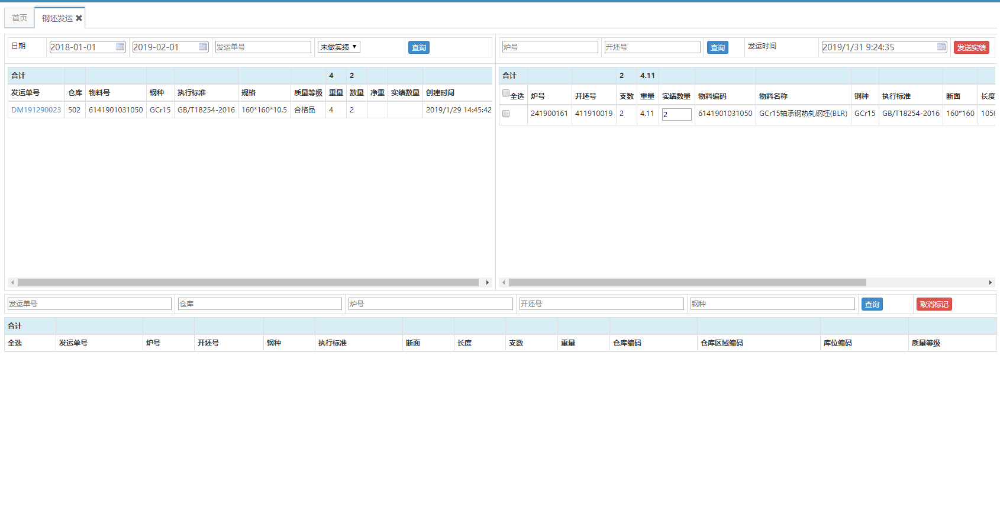 首页 钢坯发运
日期 2018-01-01 2019-02-01 发运单号 未做实绩 查询
合计 4 2
发运单号 仓库 物料号 钢种 执行标准 规格 质量等级 重量 数量 净重 实绩数量 创建时间
DM191290023 502 6141901031050 GCr15 GB/T18254-2016 160*160*10.5 合格品 4 2 2019/1/29 14:45:42
炉号 开坯号 查询 发运时间 2019/1/31 9:24:35 发送实绩
合计 2 4.11
全选 炉号 开坯号 支数 重量 实绩数量 物料编码 物料名称 钢种 执行标准 断面 长度
241900161 411910019 2 4.11 2 6141901031050 GCr15轴承钢热轧钢坯(BLR) GCr15 GB/T18254-2016 160*160 1050
发运单号 仓库 炉号 开坯号 钢种 查询 取消标记
合计
全选 发运单号 炉号 开坯号 钢种 执行标准 断面 长度 支数 重量 仓库编码 仓库区域编码 库位编码 质量等级